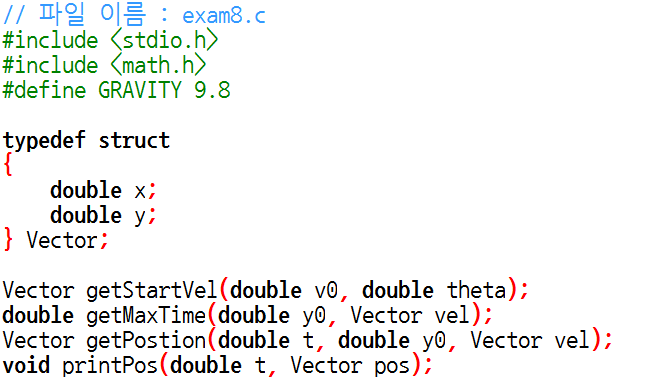 // 파일 이름 : exam8.c
#include <stdio.h>
#include <math.h>
#define GRAVITY 9.8
typedef struct
{
double x;
double y;
} Vector;
Vector getStartVel(double v0, double theta);
double getMaxTime(double y0, Vector vel);
Vector getPostion(double t, double y0, Vector vel);
void printPos(double t, Vector pos);